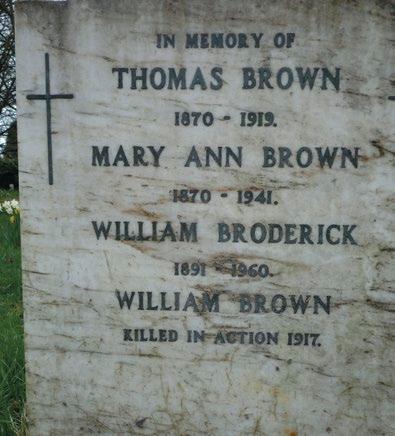 IN MEMORY OF
THOMAS BROWN
1870 - 1919.
MARY ANN BROWN
1870 - 1941.
WILLIAM BRODERICK
1891 - 1960.
WILLIAM BROWN
KILLED IN ACTION 1917.